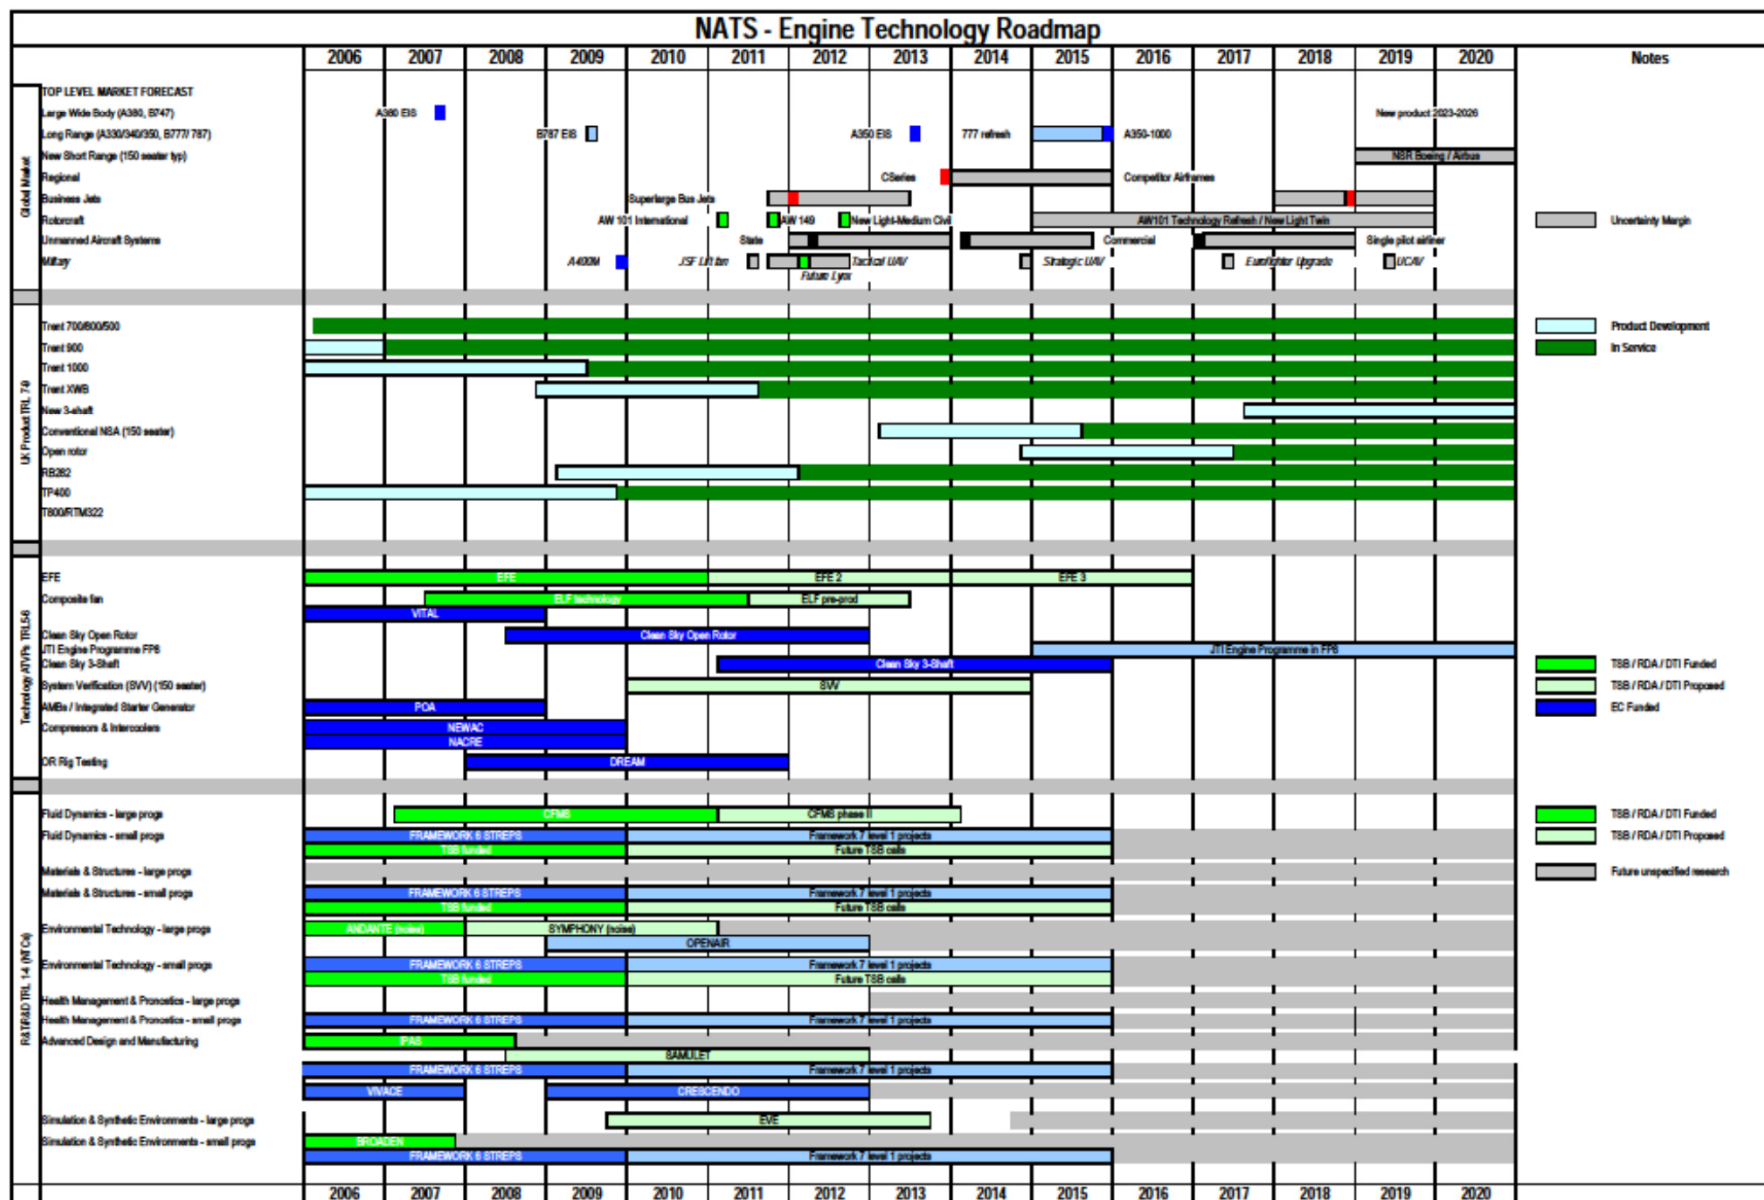 NATS - Engine Technology Roadmap
2006 2007 2008 2009 2010 2011 2012 2013 2014 2015 2016 2017 2018 2019 2020 Notes
TOP LEVEL MARKET FORECAST
Large Wide Body (A380, B747) A380 EIS New product 2023-2026
Long Range (A330/340/350, B777/ 787) B787 EIS A350 EIS 777 refresh A350-1000
New Short Range (150 seater typ) NSR Boeing / Airbus
Regional CSeries Competitor Airframes
Business Jets Superlarge Bus Jets
Rotorcraft AW 101 International AW 149 New Light-Medium Civil AW101 Technology Refresh / New Light Twin Uncertainty Margin
Unmanned Aircraft Systems State Commercial Single pilot airliner
Military A400M JSF Lift fan Tactical UAV Strategic UAV Eurofighter Upgrade UCAV
Future Lynx
Global Market
Trent 700/800/500 Product Development
Trent 900 In Service
Trent 1000
Trent XWB
New 3-shaft
Conventional NSA (150 seater)
Open rotor
RB282
TP400
T800/RTM322
UK Product TRL 7-9
EFE EFE EFE 2 EFE 3
Composite fan ELF technology ELF pre-prod
VITAL
Clean Sky Open Rotor Clean Sky Open Rotor
JTI Engine Programme FP8 JTI Engine Programme in FP8
Clean Sky 3-Shaft Clean Sky 3-Shaft TSB / RDA / DTI Funded
System Verification (SVV) (150 seater) SVV TSB / RDA / DTI Proposed
AMBs / Integrated Starter Generator POA EC Funded
Compressors & Intercoolers NEWAC
NACRE
OR Rig Testing DREAM
Technology ATVPs TRL5-6
Fluid Dynamics - large progs CFMS CFMS phase II TSB / RDA / DTI Funded
Fluid Dynamics - small progs FRAMEWORK 6 STREPS Framework 7 level 1 projects TSB / RDA / DTI Proposed
TSB funded Future TSB calls
Materials & Structures - large progs Future unspecified research
Materials & Structures - small progs FRAMEWORK 6 STREPS Framework 7 level 1 projects
TSB funded Future TSB calls
Environmental Technology - large progs ANDANTE (noise) SYMPHONY (noise)
OPENAIR
Environmental Technology - small progs FRAMEWORK 6 STREPS Framework 7 level 1 projects
TSB funded Future TSB calls
Health Management & Pronostics - large progs
Health Management & Pronostics - small progs FRAMEWORK 6 STREPS Framework 7 level 1 projects
Advanced Design and Manufacturing IPAS
SAMULET
FRAMEWORK 6 STREPS Framework 7 level 1 projects
VIVACE CRESCENDO
Simulation & Synthetic Environments - large progs EVE
Simulation & Synthetic Environments - small progs BROADEN
FRAMEWORK 6 STREPS Framework 7 level 1 projects
2006 2007 2008 2009 2010 2011 2012 2013 2014 2015 2016 2017 2018 2019 2020